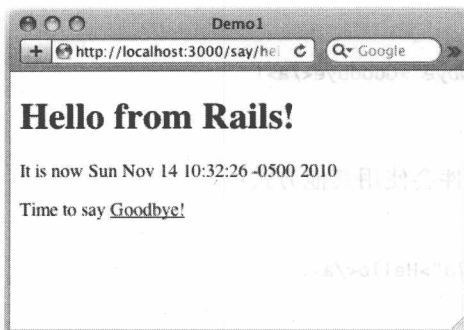 Demo1
http://localhost:3000/say/hel
Google
Hello from Rails!
It is now Sun Nov 14 10:32:26 -0500 2010
Time to say Goodbye!